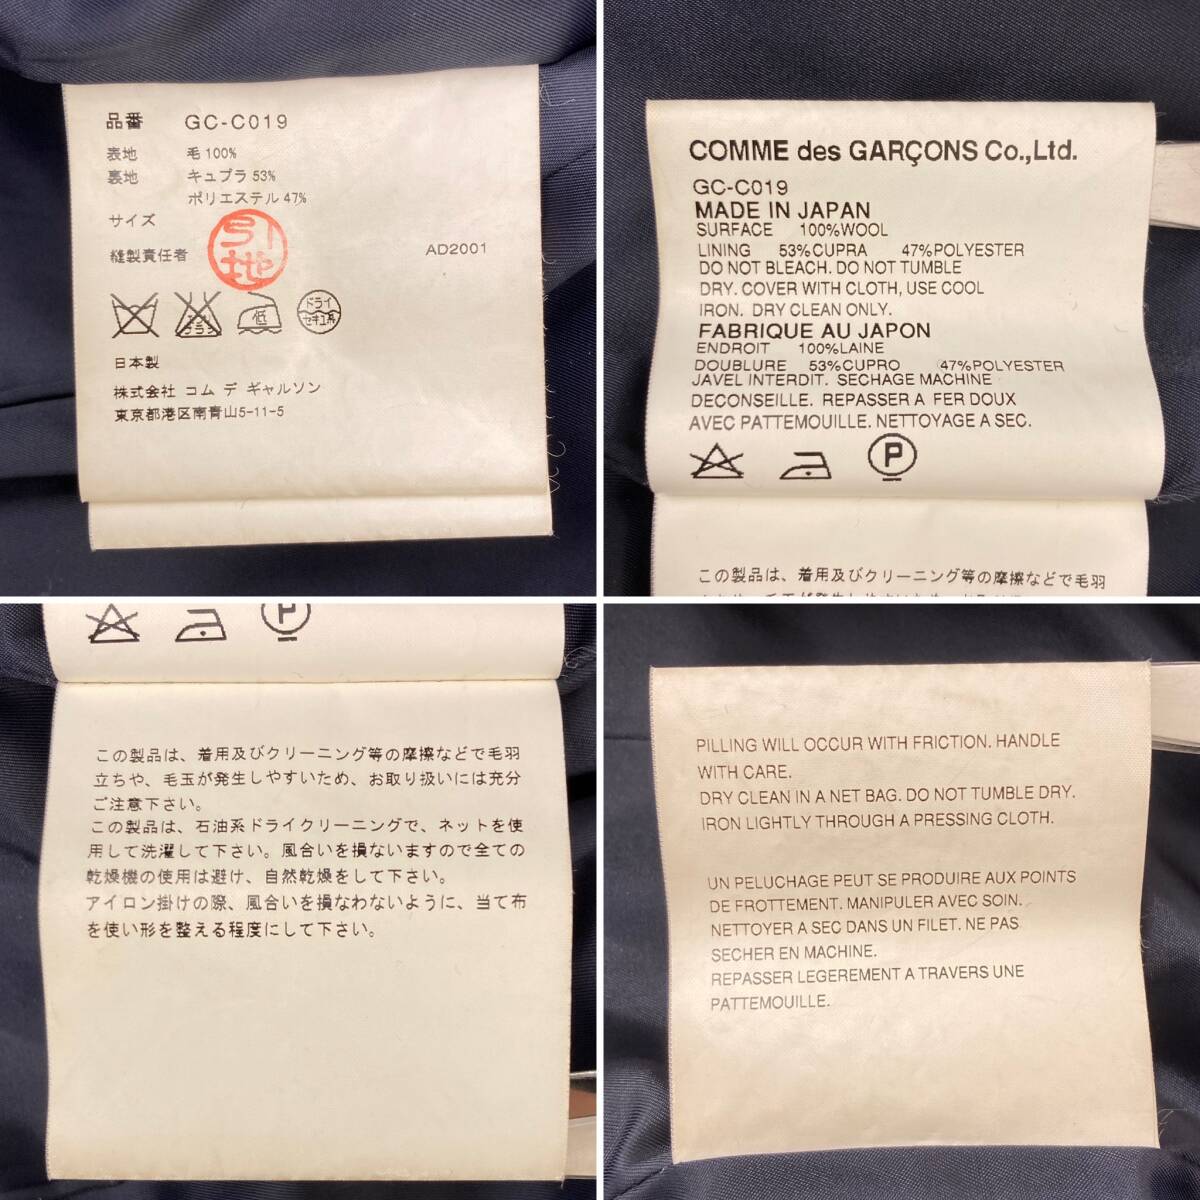 品番 GC-C019
表地 毛100%
裏地 キュプラ 53%
ポリエステル 47%
サイズ
縫製責任者 引地 AD2001
低 ドライ セキユ系
日本製
株式会社 コム デ ギャルソン
東京都港区南青山5-11-5
COMME des GARÇONS Co.,Ltd.
GC-C019
MADE IN JAPAN
SURFACE 100%WOOL
LINING 53%CUPRA 47%POLYESTER
DO NOT BLEACH. DO NOT TUMBLE
DRY. COVER WITH CLOTH, USE COOL
IRON. DRY CLEAN ONLY.
FABRIQUE AU JAPON
ENDROIT 100%LAINE
DOUBLURE 53%CUPRO 47%POLYESTER
JAVEL INTERDIT. SECHAGE MACHINE
DECONSEILLE. REPASSER A FER DOUX
AVEC PATTEMOUILLE. NETTOYAGE A SEC.
P
この製品は、着用及びクリーニング等の摩擦などで毛羽
P
この製品は、着用及びクリーニング等の摩擦などで毛羽
立ちや、毛玉が発生しやすいため、お取り扱いには充分
ご注意下さい。
この製品は、石油系ドライクリーニングで、ネットを使
用して洗濯して下さい。風合いを損ないますので全ての
乾燥機の使用は避け、自然乾燥をして下さい。
アイロン掛けの際、風合いを損なわないように、当て布
を使い形を整える程度にして下さい。
PILLING WILL OCCUR WITH FRICTION. HANDLE
WITH CARE.
DRY CLEAN IN A NET BAG. DO NOT TUMBLE DRY.
IRON LIGHTLY THROUGH A PRESSING CLOTH.
UN PELUCHAGE PEUT SE PRODUIRE AUX POINTS
DE FROTTEMENT. MANIPULER AVEC SOIN.
NETTOYER A SEC DANS UN FILET. NE PAS
SECHER EN MACHINE.
REPASSER LEGEREMENT A TRAVERS UNE
PATTEMOUILLE.